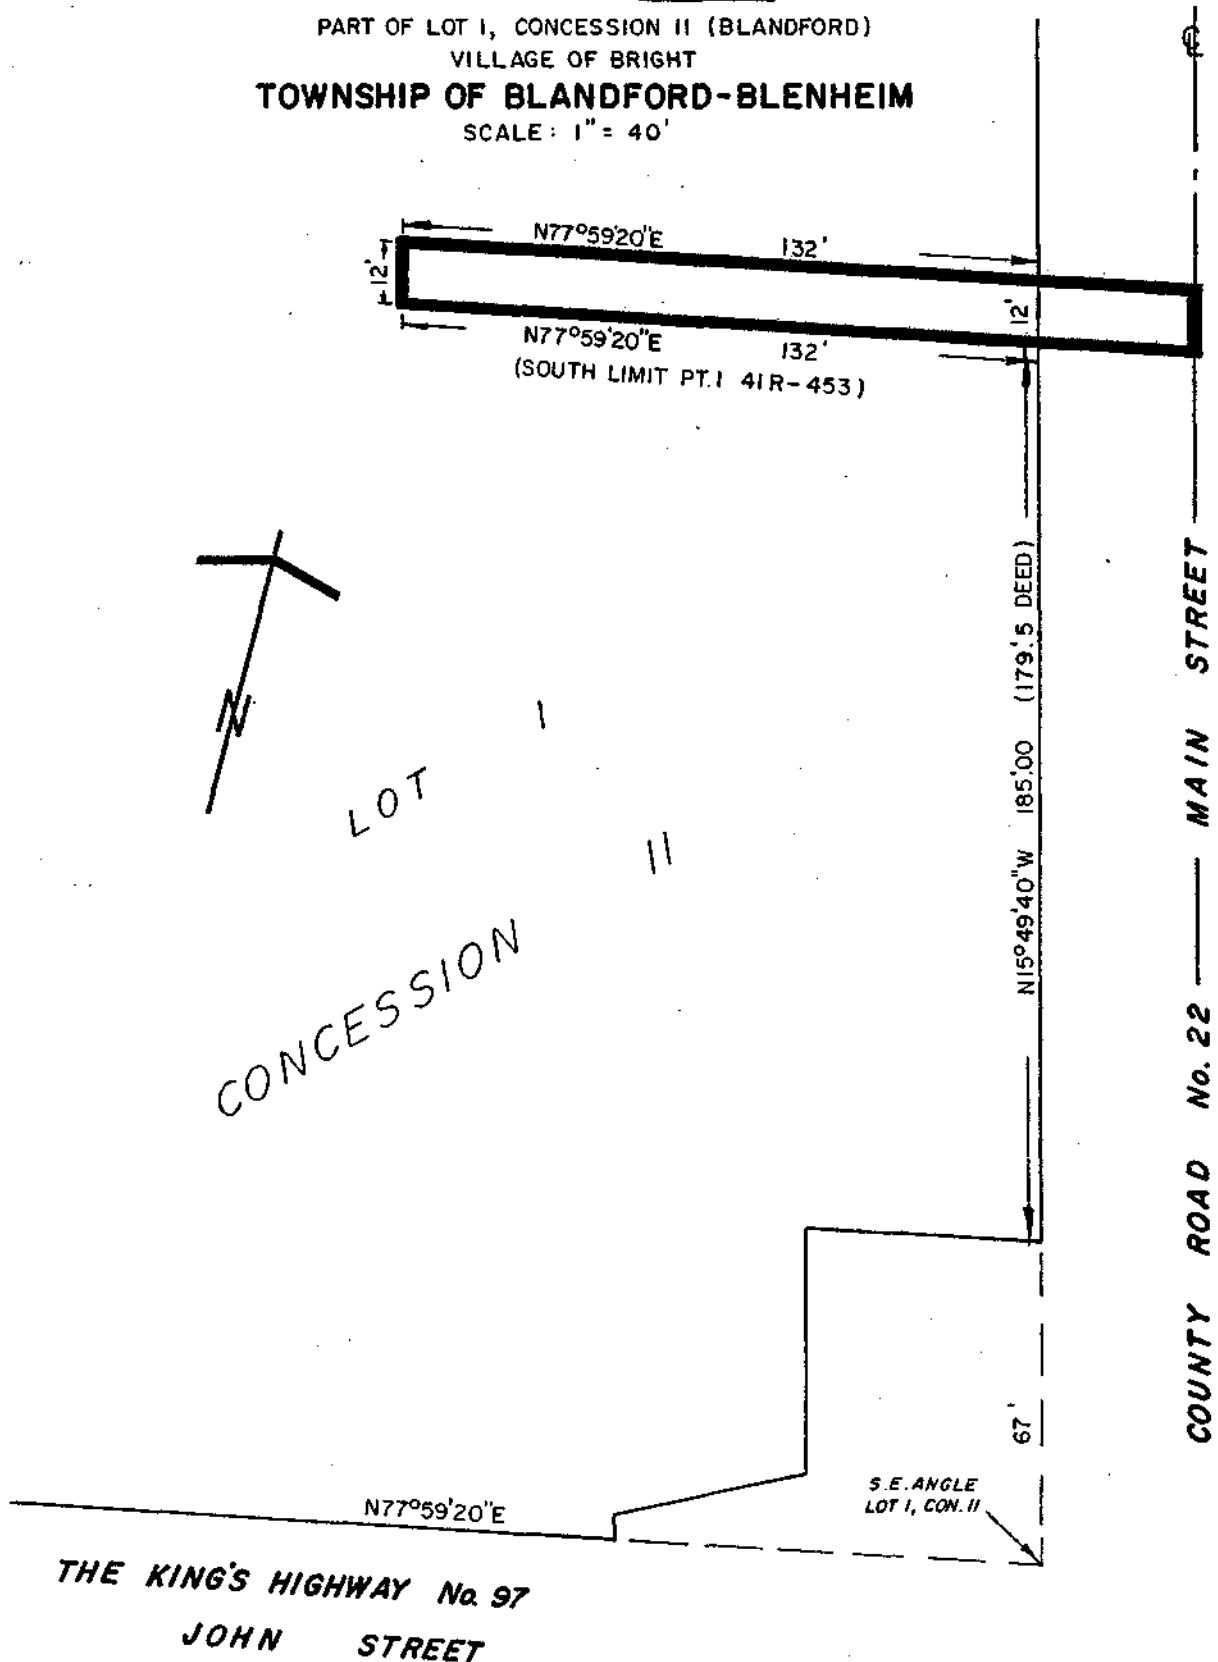 PART OF LOT 1, CONCESSION II (BLANDFORD)
VILLAGE OF BRIGHT
TOWNSHIP OF BLANDFORD-BLENHEIM
SCALE: 1" = 40'
N77°59'20"E 132'
12'
12'
N77°59'20"E 132'
(SOUTH LIMIT PT.1 41R-453)
N
LOT 1
CONCESSION II
N15°49'40"W 185.'00 (179.'5 DEED)
COUNTY ROAD No. 22 — MAIN STREET
67'
S.E. ANGLE
LOT 1, CON. II
N77°59'20"E
THE KING'S HIGHWAY No. 97
JOHN STREET